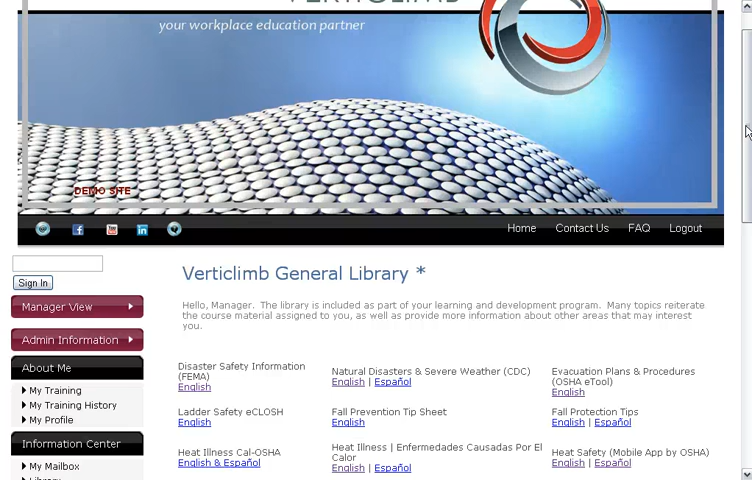 VERTICLIMB
your workplace education partner
DEMO SITE
Home Contact Us FAQ Logout
Sign In
Verticlimb General Library *
Manager View
Hello, Manager. The library is included as part of your learning and development program. Many topics reiterate
the course material assigned to you, as well as provide more information about other areas that may interest
you.
Admin Information
About Me
Disaster Safety Information
(FEMA)
English
Natural Disasters & Severe Weather (CDC)
English | Español
Evacuation Plans & Procedures
(OSHA eTool)
English
My Training
My Training History
My Profile
Ladder Safety eCLOSH
English
Fall Prevention Tip Sheet
English
Fall Protection Tips
English | Español
Information Center
Heat Illness Cal-OSHA
English & Español
Heat Illness | Enfermedades Causadas Por El
Calor
English | Español
Heat Safety (Mobile App by OSHA)
English | Español
My Mailbox
Library